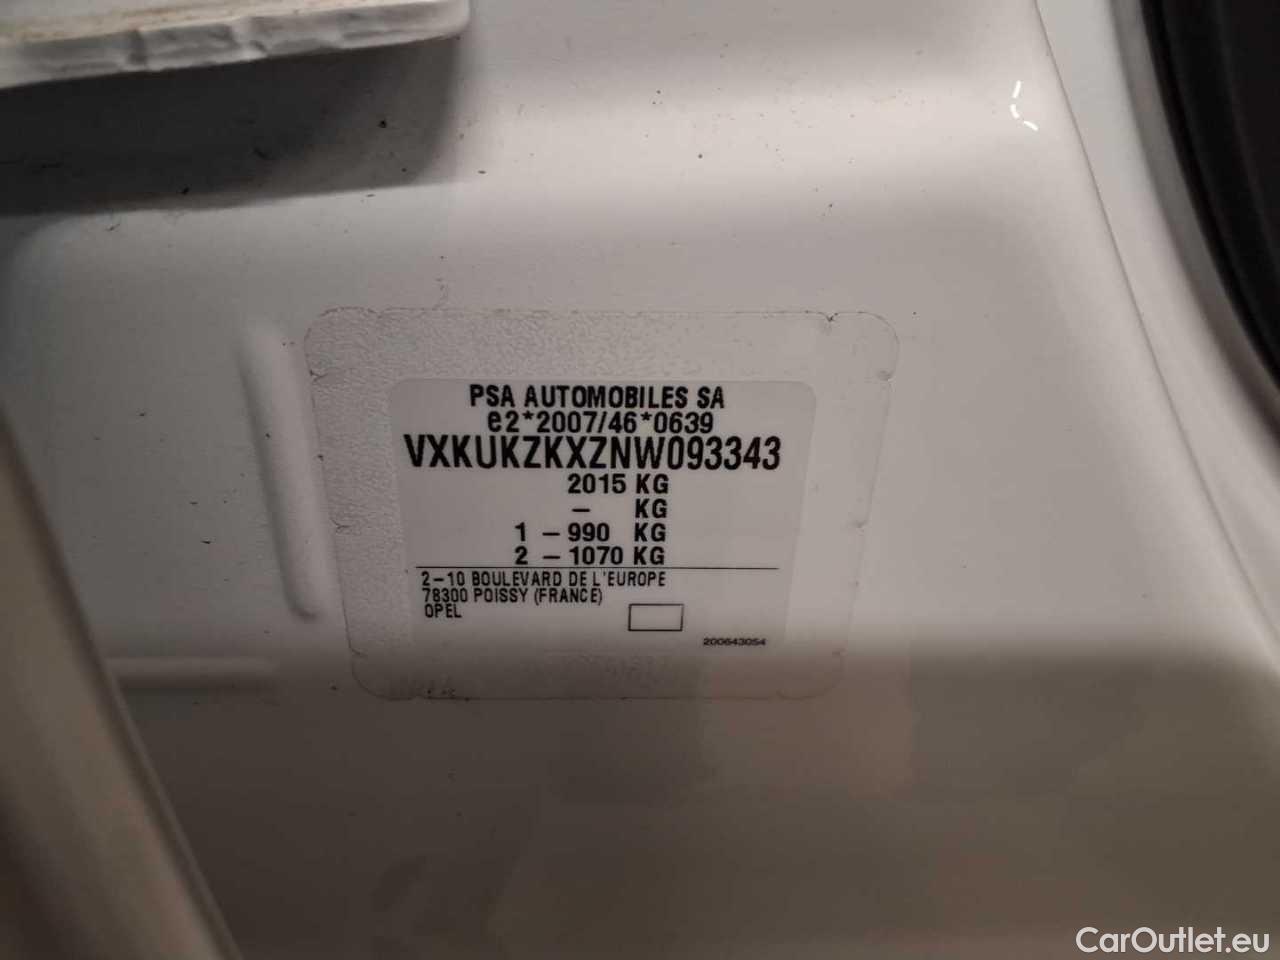 PSA AUTOMOBILES SA
e2*2007/46*0639
VXKUKZKXZNW093343
2015 KG
– KG
1 – 990 KG
2 – 1070 KG
2–10 BOULEVARD DE L'EUROPE
78300 POISSY (FRANCE)
OPEL
200643054
CarOutlet.eu